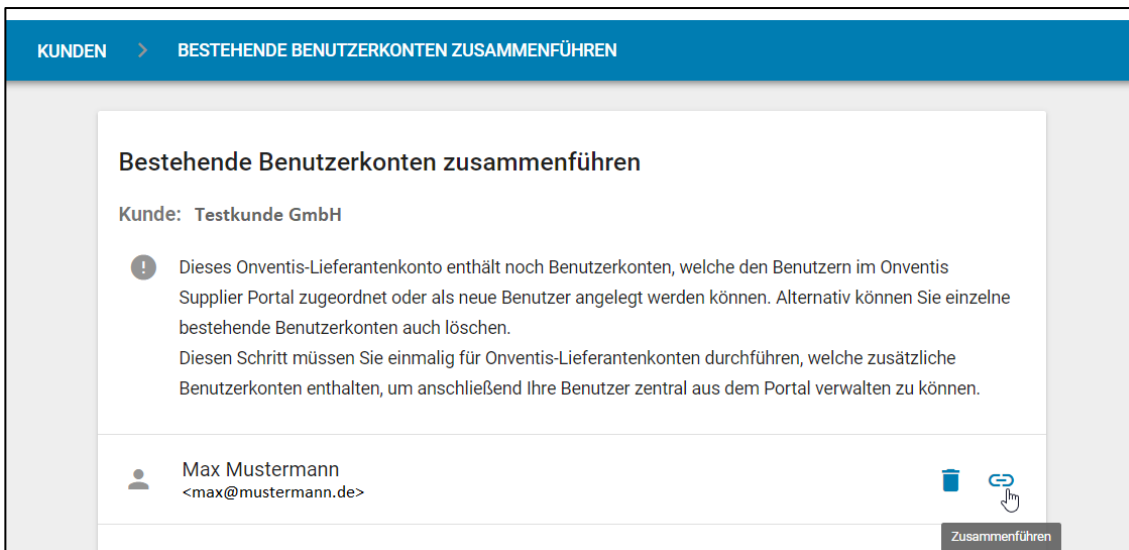 KUNDEN > BESTEHENDE BENUTZERKONTEN ZUSAMMENFÜHREN
Bestehende Benutzerkonten zusammenführen
Kunde: Testkunde GmbH
Dieses Onventis-Lieferantenkonto enthält noch Benutzerkonten, welche den Benutzern im Onventis
Supplier Portal zugeordnet oder als neue Benutzer angelegt werden können. Alternativ können Sie einzelne
bestehende Benutzerkonten auch löschen.
Diesen Schritt müssen Sie einmalig für Onventis-Lieferantenkonten durchführen, welche zusätzliche
Benutzerkonten enthalten, um anschließend Ihre Benutzer zentral aus dem Portal verwalten zu können.
Max Mustermann
<max@mustermann.de>
Zusammenführen